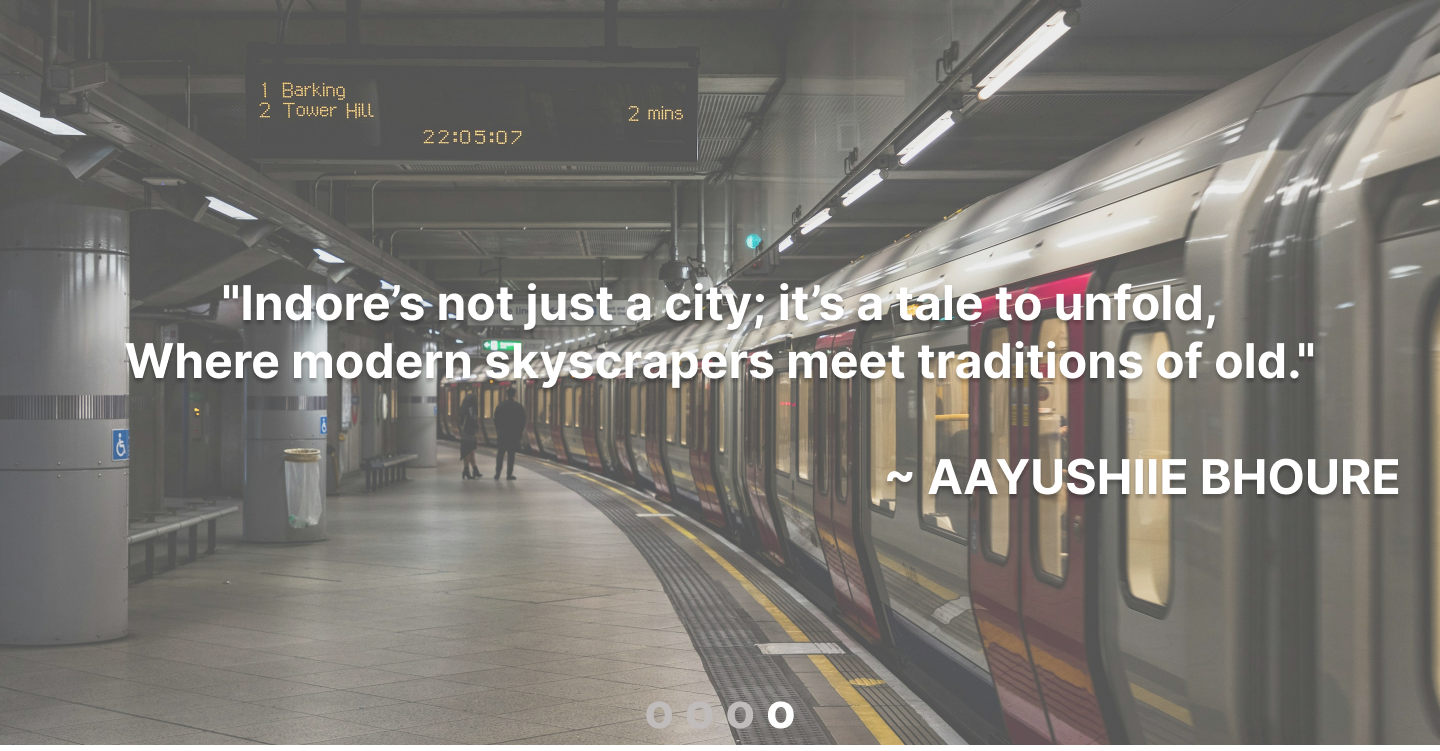 1 Barking
2 Tower Hill 2 mins
22:05:07
"Indore’s not just a city; it’s a tale to unfold,
Where modern skyscrapers meet traditions of old."
~ AAYUSHIIE BHOURE